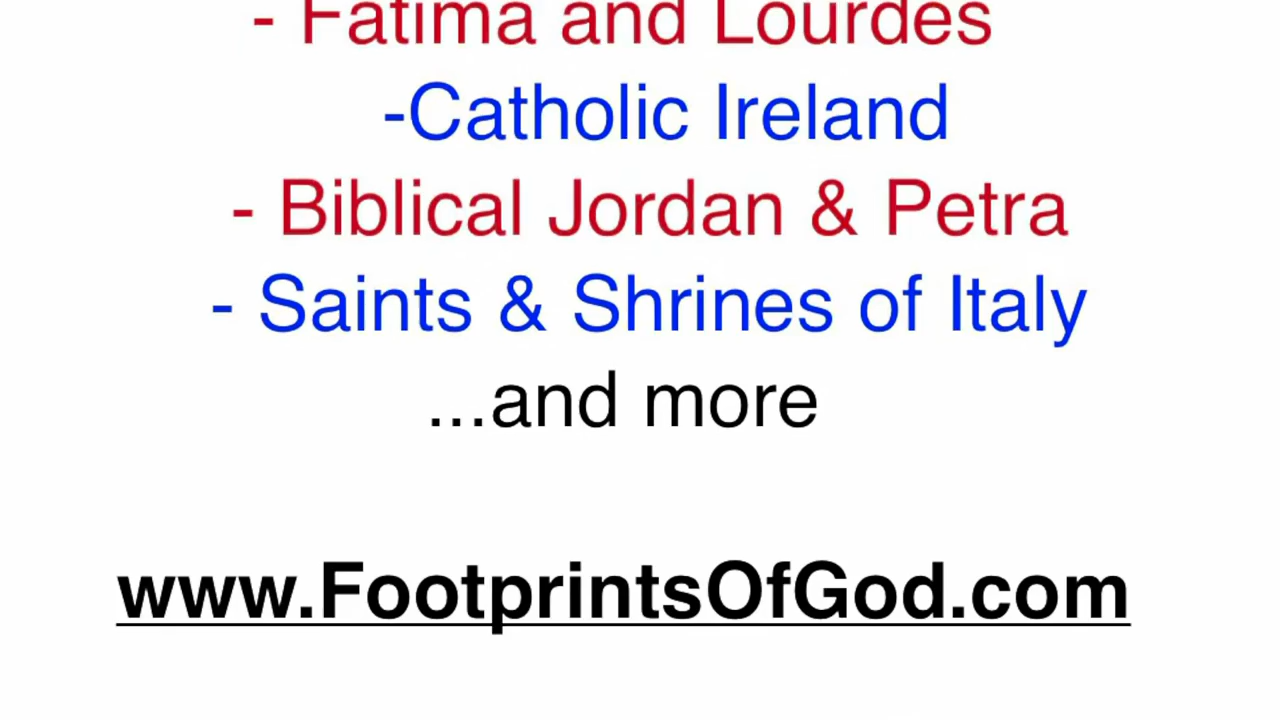 - Fatima and Lourdes
-Catholic Ireland
- Biblical Jordan & Petra
- Saints & Shrines of Italy
...and more
www.FootprintsOfGod.com